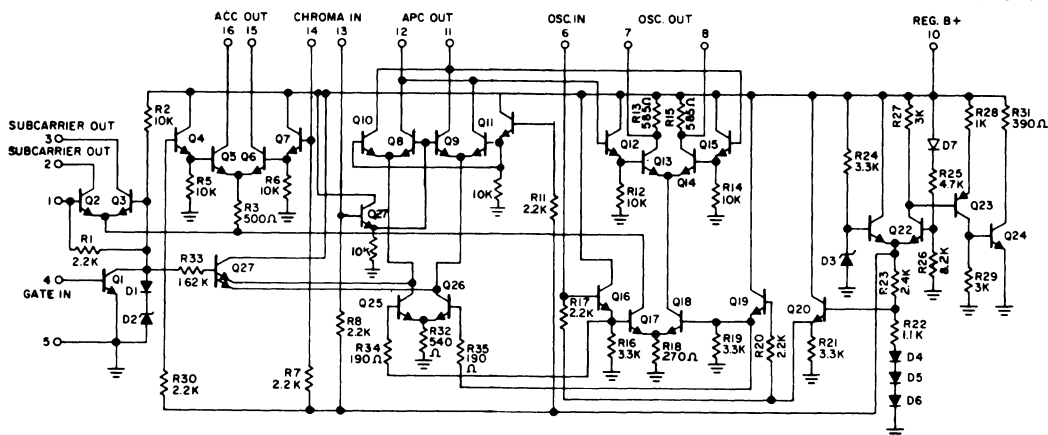 ACC OUT
16 15
CHROMA IN
14 13
APC OUT
12 11
OSC. IN
6
OSC. OUT
7 8
REG. B+
10
SUBCARRIER OUT
3
SUBCARRIER OUT
2
1
R2
10K
Q4
Q5
Q6
Q7
R5
10K
R6
10K
R3
500Ω
Q2
Q3
R1
2.2K
4
GATE IN
Q1
D1
D2
5
R33
1.62K
Q27
R30
2.2K
R7
2.2K
R8
2.2K
Q27
10K
Q10
Q8
Q9
Q11
10K
R11
2.2K
Q25
Q26
R32
540
Ω
R34
190Ω
R35
190
Ω
Q12
Q13
Q14
Q15
R13
585Ω
R15
585Ω
R12
10K
R14
10K
R17
2.2K
Q16
Q17
Q18
Q19
R16
3.3K
R18
270Ω
R19
3.3K
R20
2.2K
Q20
R21
3.3K
R24
3.3K
D3
Q22
R27
3K
D7
R25
4.7K
R28
1K
R31
390Ω
Q23
Q24
R26
8.2K
R29
3K
R23
2.4K
R22
1.1K
D4
D5
D6